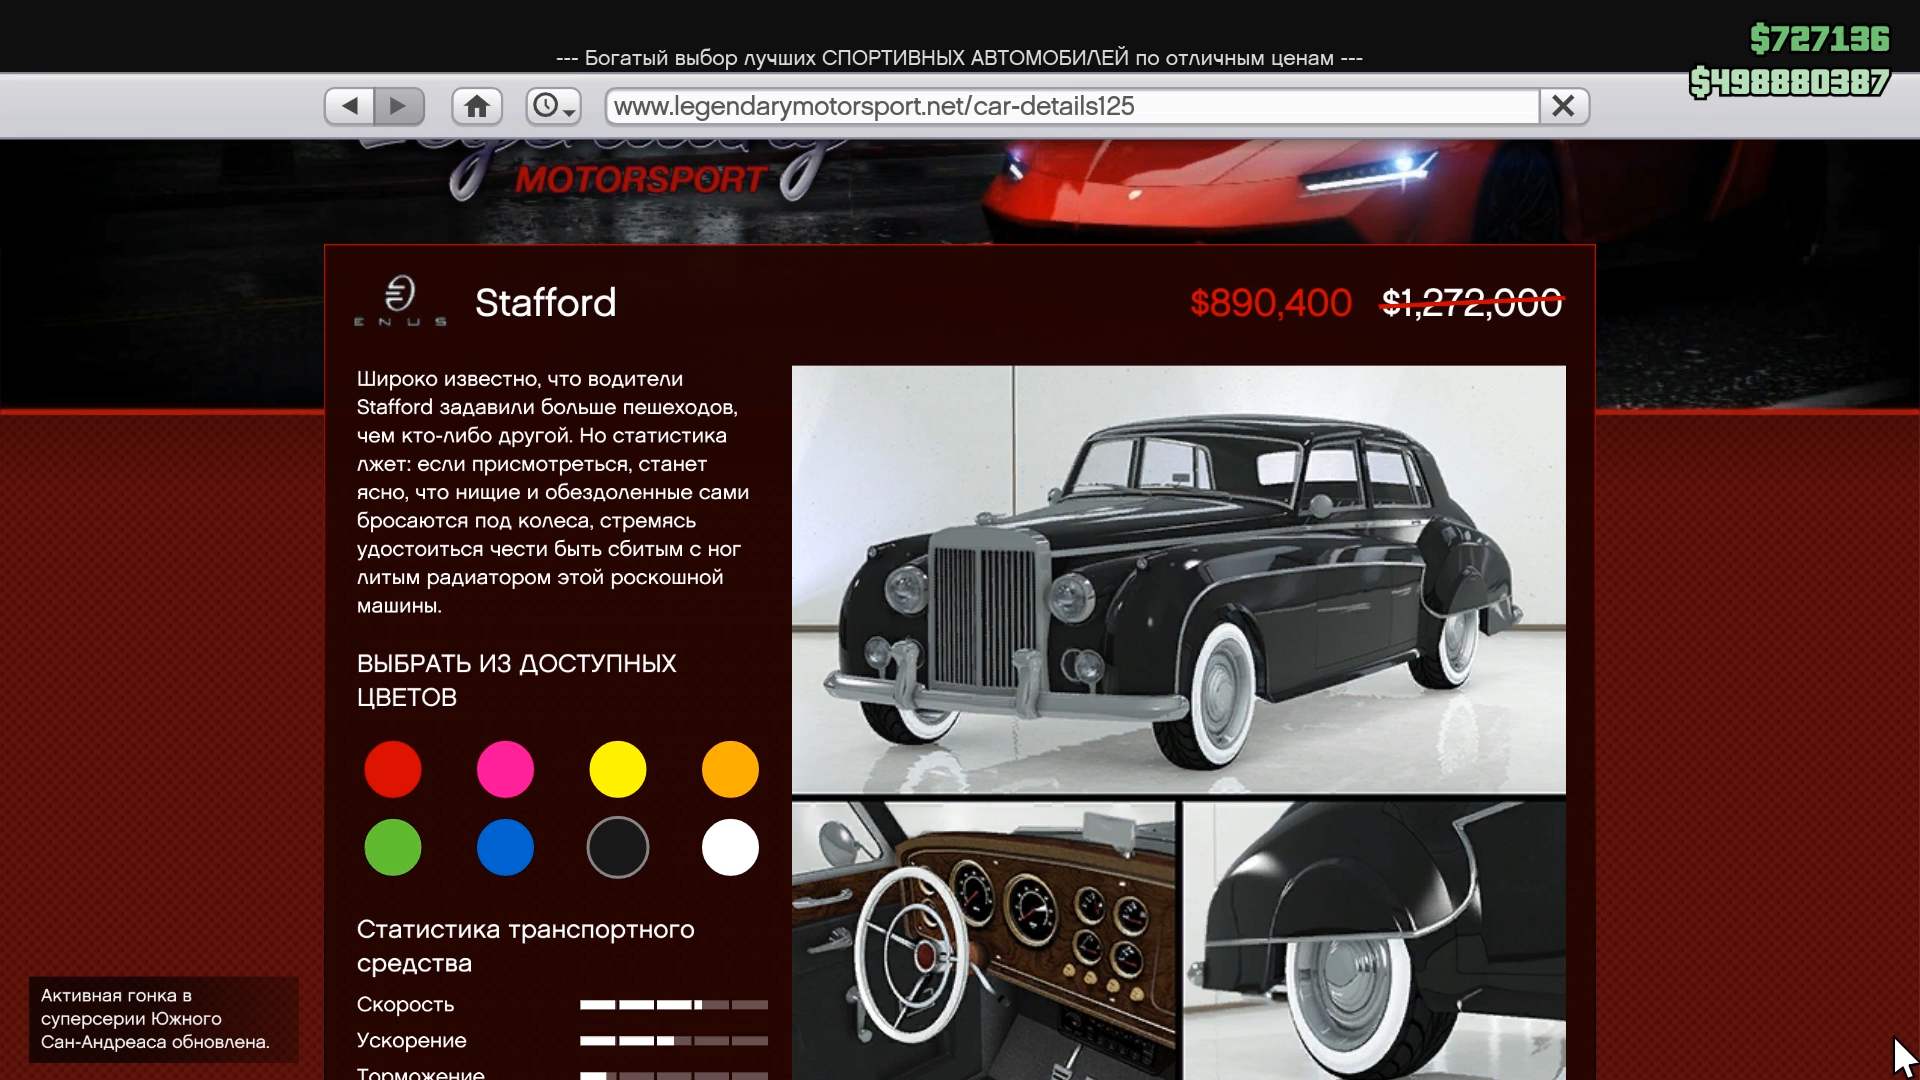 --- Богатый выбор лучших СПОРТИВНЫХ АВТОМОБИЛЕЙ по отличным ценам ---
$727136
$498880387
www.legendarymotorsport.net/car-details125
Legendary
MOTORSPORT
ENUS
Stafford
$890,400 $1,272,000
Широко известно, что водители
Stafford задавили больше пешеходов,
чем кто-либо другой. Но статистика
лжет: если присмотреться, станет
ясно, что нищие и обездоленные сами
бросаются под колеса, стремясь
удостоиться чести быть сбитым с ног
литым радиатором этой роскошной
машины.
ВЫБРАТЬ ИЗ ДОСТУПНЫХ
ЦВЕТОВ
Статистика транспортного
средства
Скорость
Ускорение
Торможение
Активная гонка в
суперсерии Южного
Сан-Андреаса обновлена.